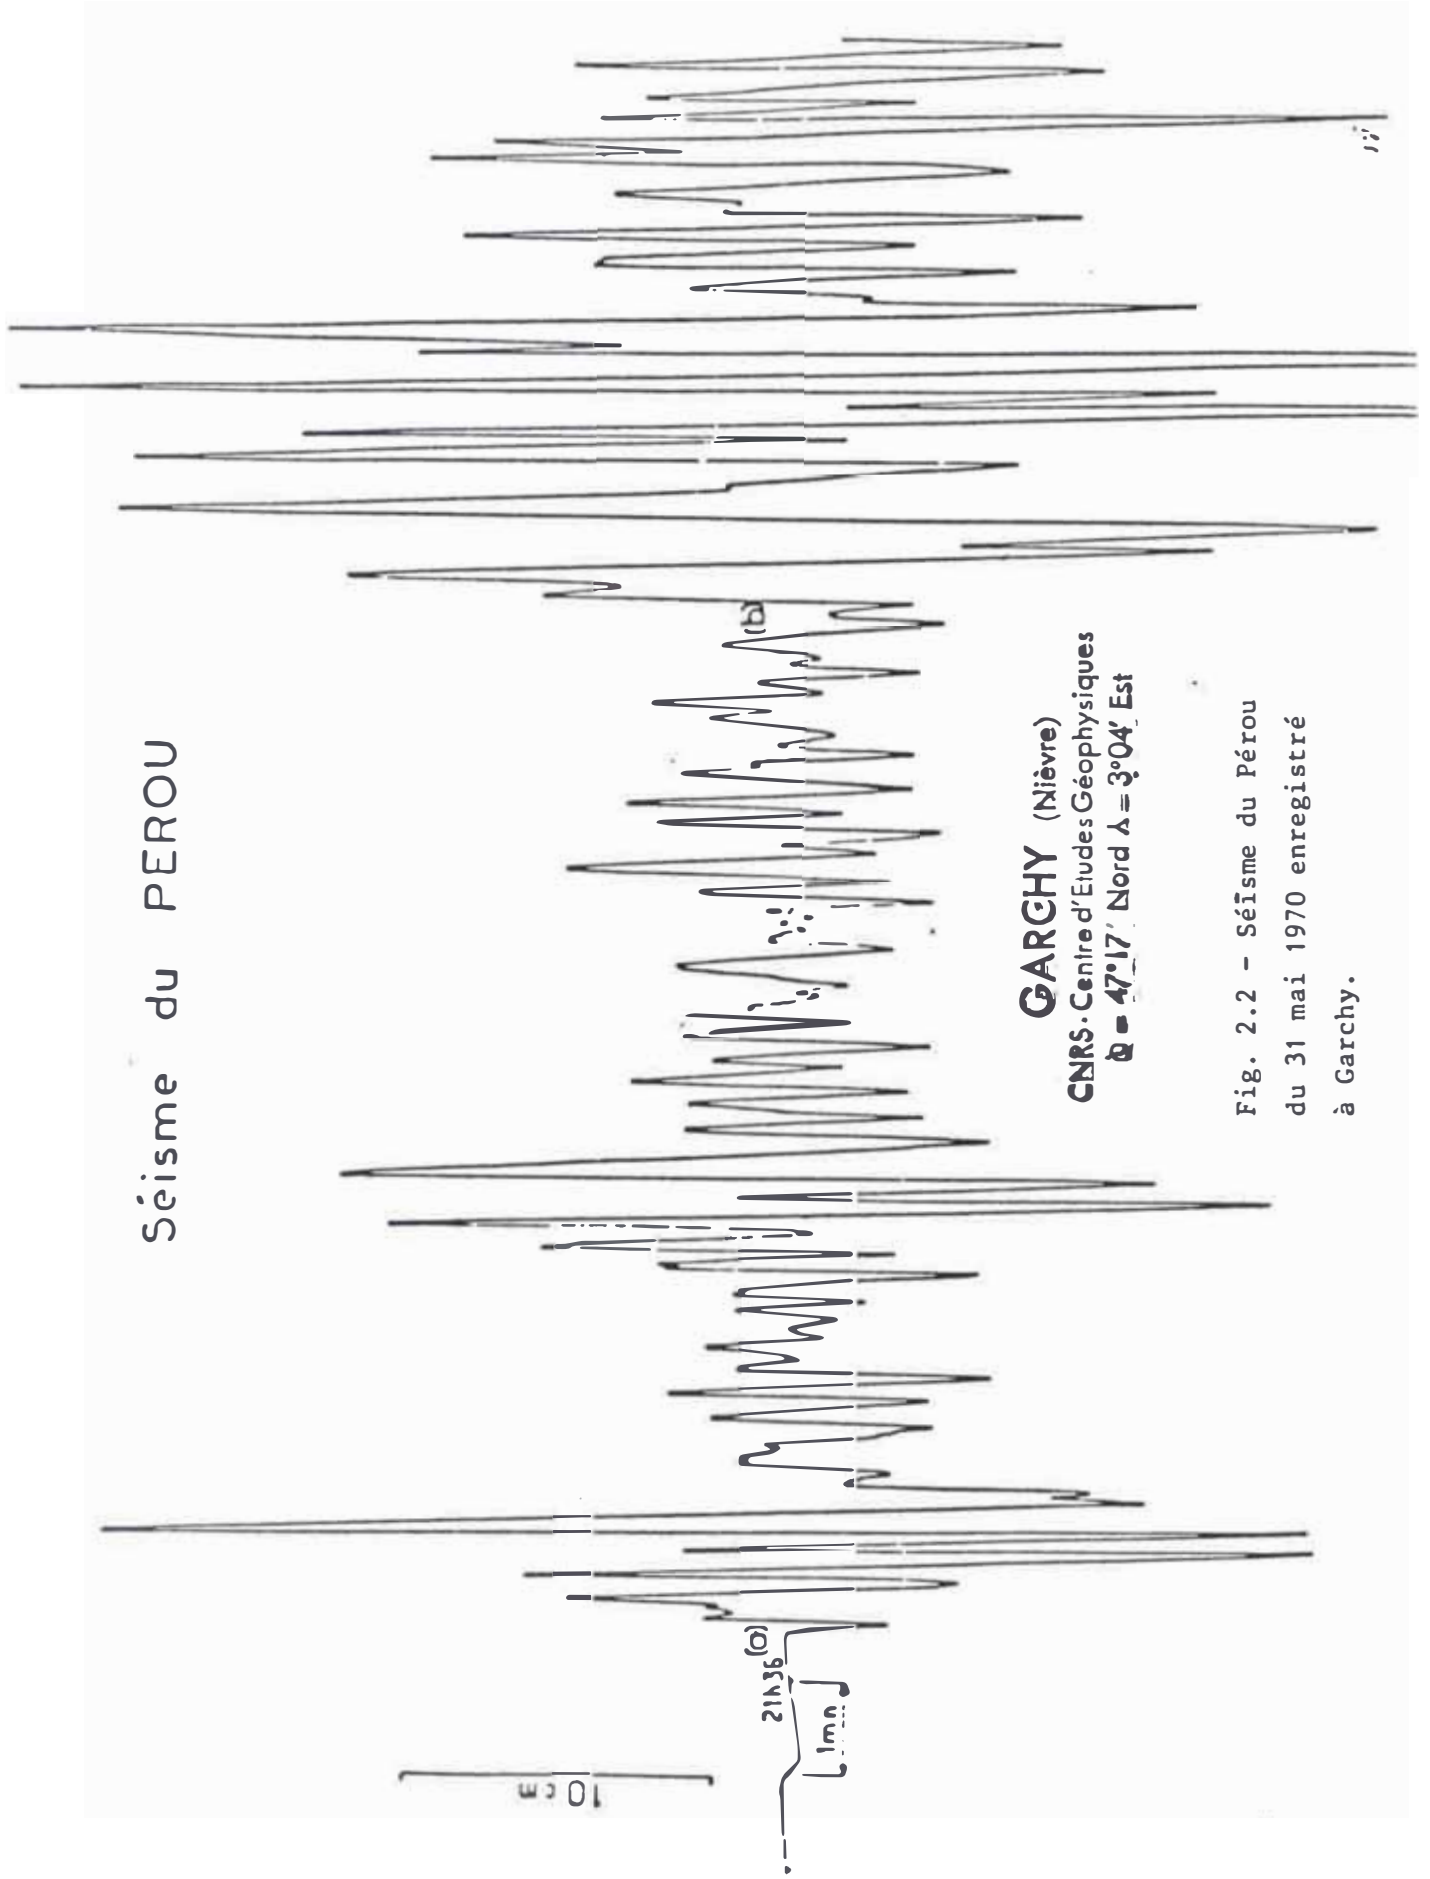 Séisme du PEROU
10 cm
21h36
(a)
1mn
(b)
GARCHY (Nièvre)
CNRS. Centre d'Etudes Géophysiques
= 47°17' Nord λ = 3°04' Est
Fig. 2.2 - Séisme du Pérou
du 31 mai 1970 enregistré
à Garchy.